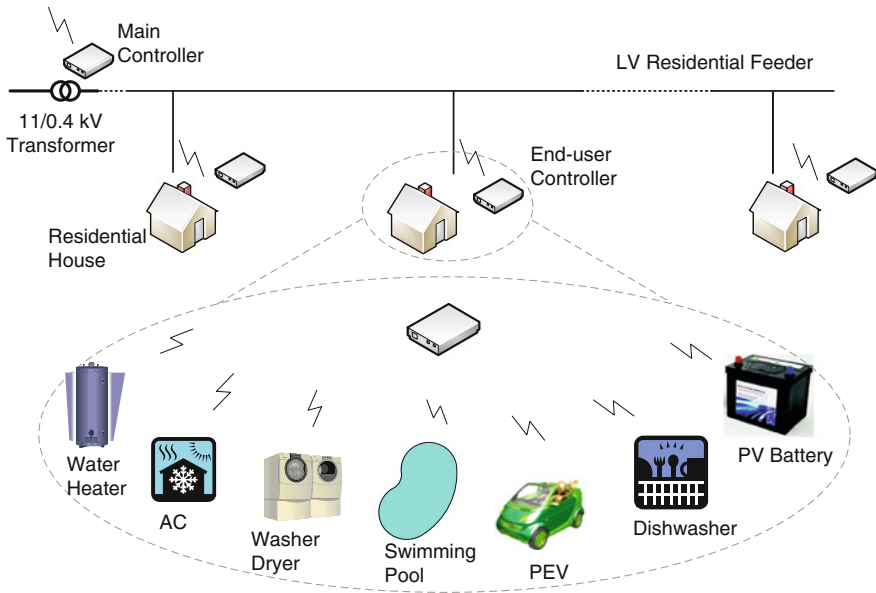 Main
Controller
LV Residential Feeder
11/0.4 kV
Transformer
End-user
Controller
Residential
House
Water
Heater
AC
Washer
Dryer
Swimming
Pool
PEV
Dishwasher
PV Battery